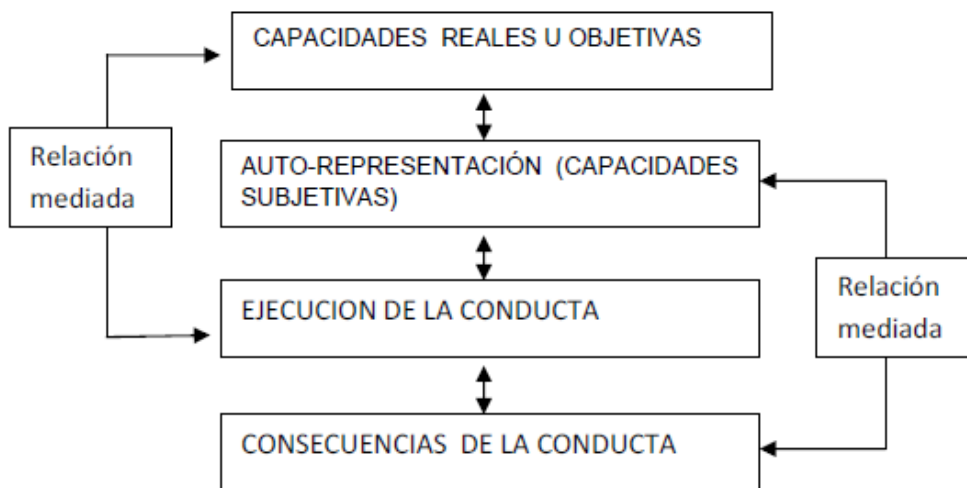 CAPACIDADES REALES U OBJETIVAS
Relación
mediada
AUTO-REPRESENTACIÓN (CAPACIDADES
SUBJETIVAS)
EJECUCION DE LA CONDUCTA
Relación
mediada
CONSECUENCIAS DE LA CONDUCTA